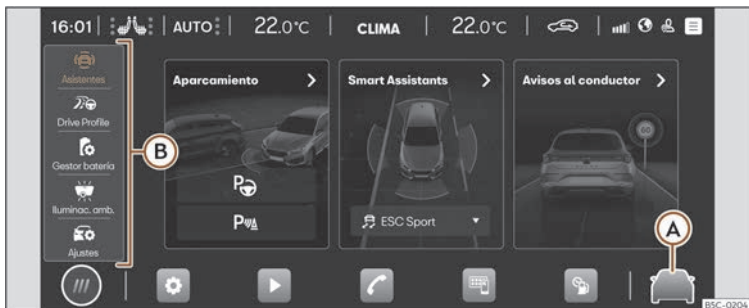 16:01 AUTO 22.0°C CLIMA 22.0°C
Asistentes
Drive Profile
Gestor batería
Iluminac. amb.
Ajustes
B
Aparcamiento
P
P
Smart Assistants
ESC Sport
Avisos al conductor
60
A
B5C-0204